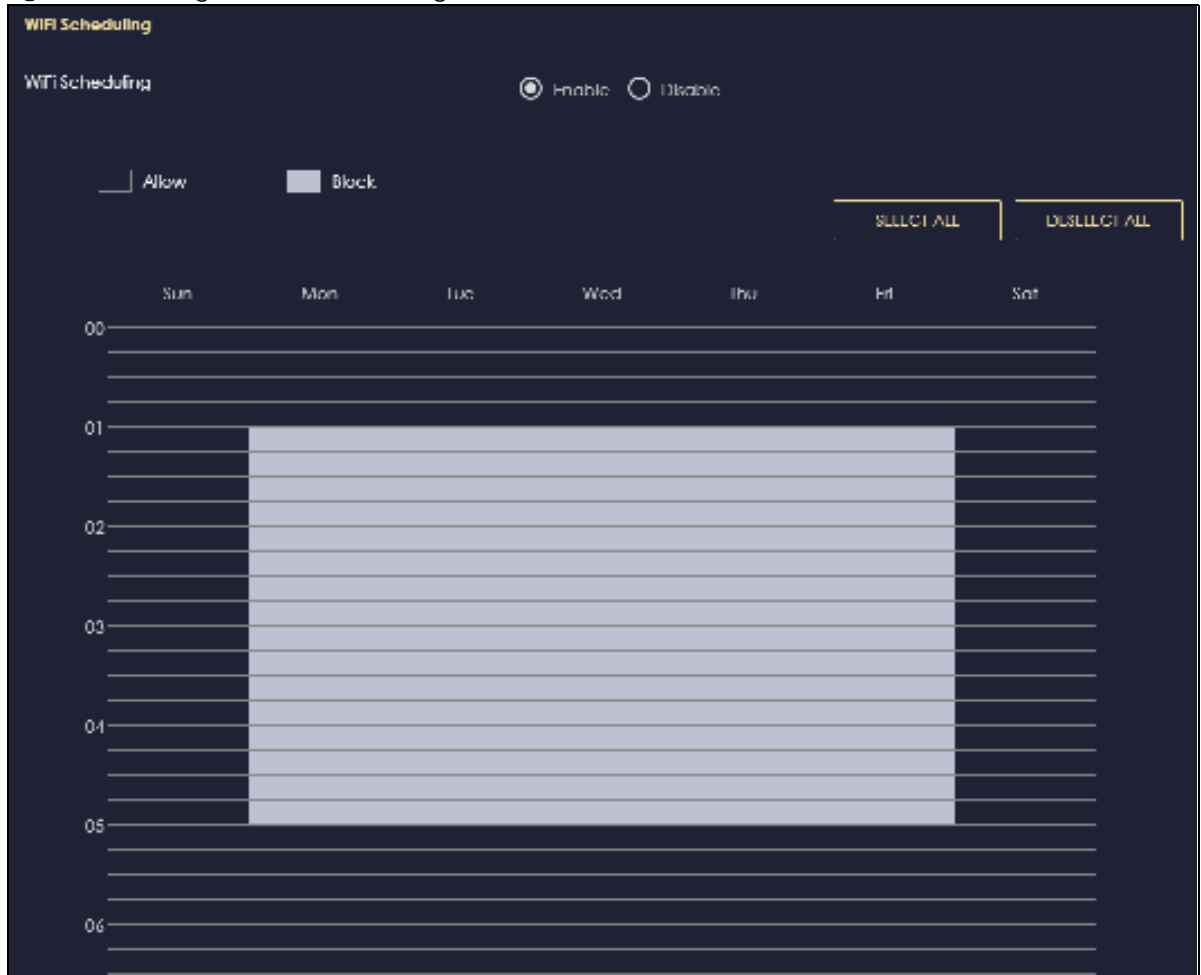 WiFi Scheduling
WiFi Scheduling Enable Disable
Allow Block
SELECT ALL DESELECT ALL
Sun Mon Tue Wed Thu Fri Sat
00
01
02
03
04
05
06